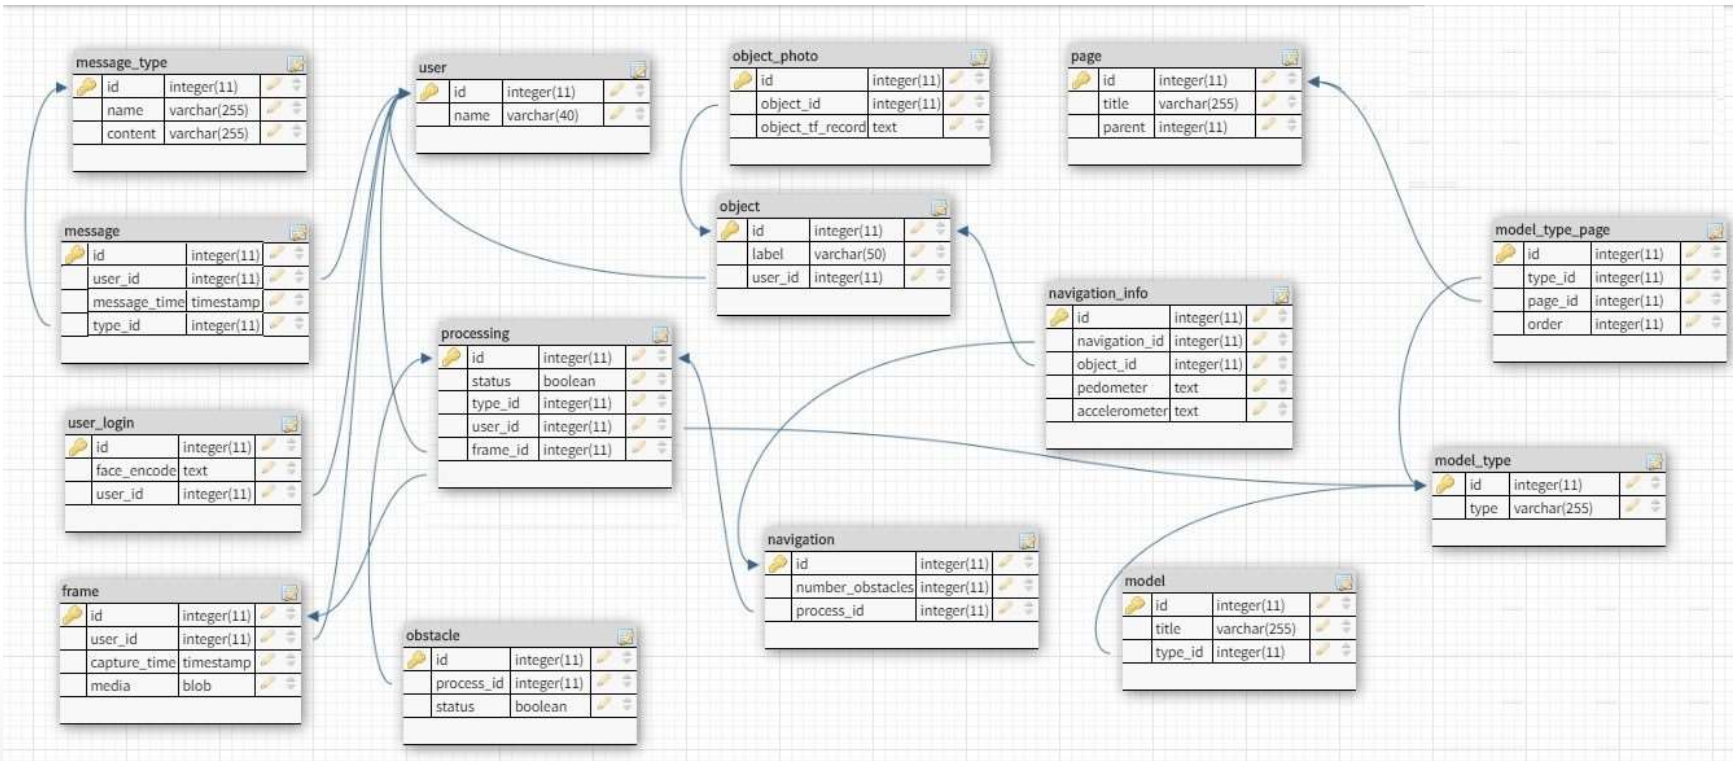 message_type
id integer(11)
name varchar(255)
content varchar(255)
user
id integer(11)
name varchar(40)
object_photo
id integer(11)
object_id integer(11)
object_tf_record text
page
id integer(11)
title varchar(255)
parent integer(11)
message
id integer(11)
user_id integer(11)
message_time timestamp
type_id integer(11)
object
id integer(11)
label varchar(50)
user_id integer(11)
model_type_page
id integer(11)
type_id integer(11)
page_id integer(11)
order integer(11)
navigation_info
id integer(11)
navigation_id integer(11)
object_id integer(11)
pedometer text
accelerometer text
processing
id integer(11)
status boolean
type_id integer(11)
user_id integer(11)
frame_id integer(11)
user_login
id integer(11)
face_encode text
user_id integer(11)
model_type
id integer(11)
type varchar(255)
navigation
id integer(11)
number_obstacles integer(11)
process_id integer(11)
frame
id integer(11)
user_id integer(11)
capture_time timestamp
media blob
obstacle
id integer(11)
process_id integer(11)
status boolean
model
id integer(11)
title varchar(255)
type_id integer(11)